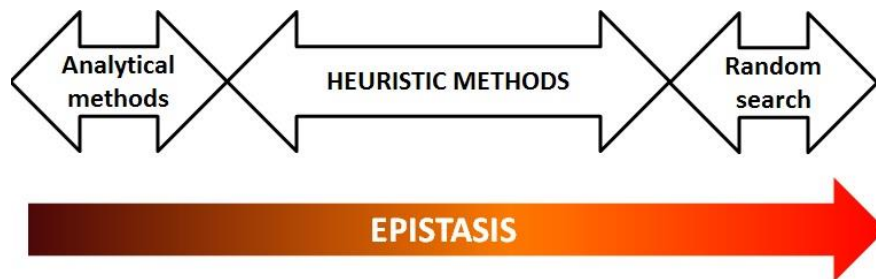 Analytical
methods
HEURISTIC METHODS
Random
search
EPISTASIS